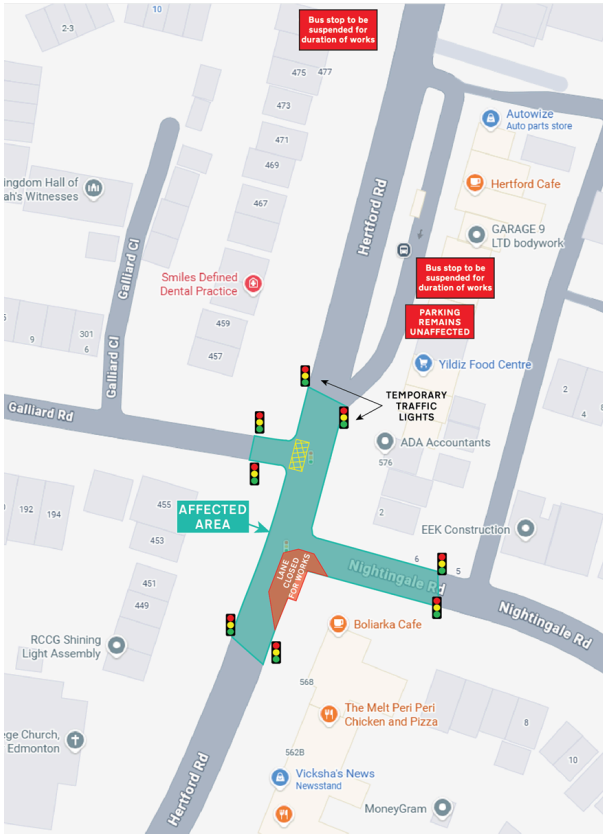 Bus stop to be
suspended for
duration of works
2-3
475
477
473
471
469
467
ingdom Hall of
ah's Witnesses
Galliard Cl
Hertford Rd
Autowize
Auto parts store
Hertford Cafe
GARAGE 9
LTD bodywork
Smiles Defined
Dental Practice
Bus stop to be
suspended for
duration of works
PARKING
REMAINS
UNAFFECTED
459
457
301
6
9
Galliard Cl
Yildiz Food Centre
TEMPORARY
TRAFFIC
LIGHTS
2
4
2
Galliard Rd
ADA Accountants
576
2
455
453
192
194
AFFECTED
AREA
EEK Construction
LANE
CLOSED
FOR WORKS
6
5
Nightingale Rd
Nightingale Rd
451
449
RCCG Shining
Light Assembly
Boliarka Cafe
568
The Melt Peri Peri
Chicken and Pizza
8
ege Church,
Edmonton
Hertford Rd
562B
10
Vicksha's News
Newsstand
MoneyGram